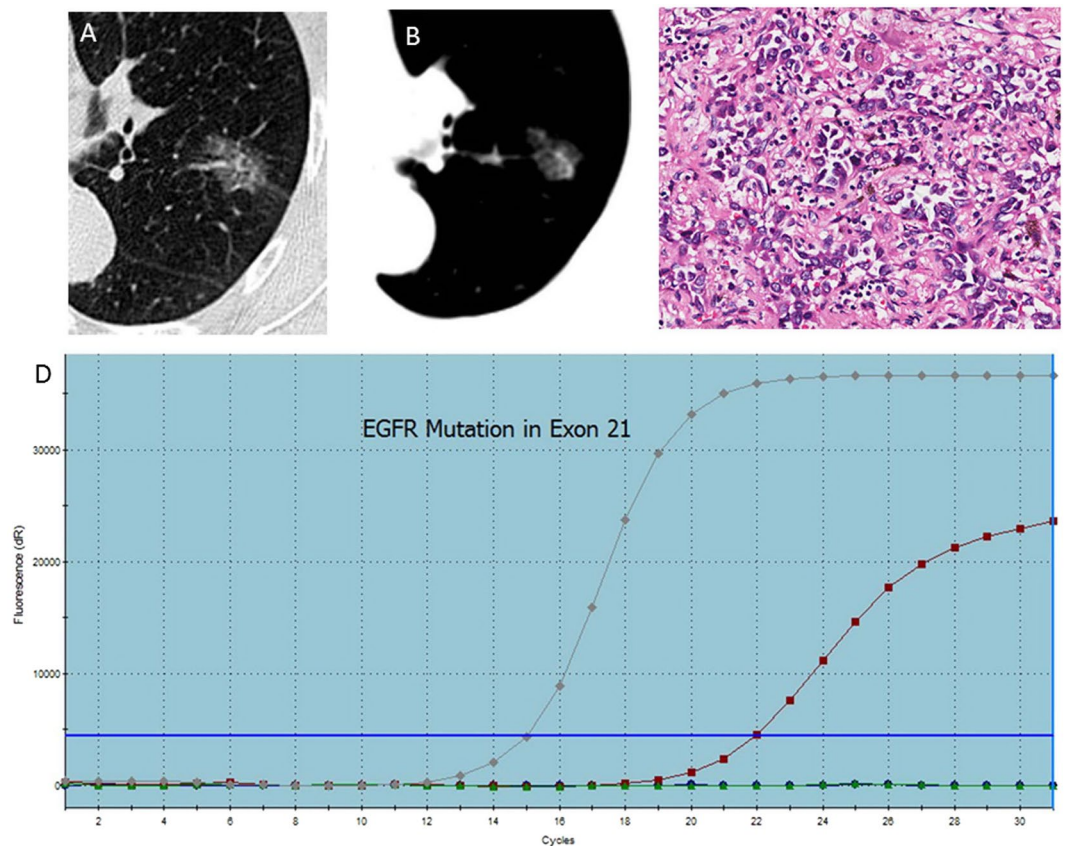 A
B
C
D
EGFR Mutation in Exon 21
30000
20000
10000
0
Fluorescence (dR)
2 4 6 8 10 12 14 16 18 20 22 24 26 28 30
Cycles